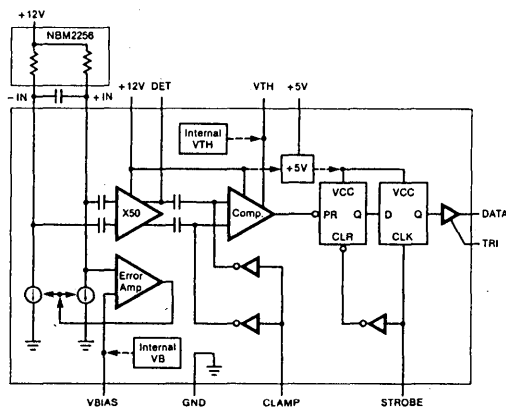 +12V
NBM2256
− IN
+ IN
+12V DET
VTH
+5V
Internal
VTH
+5V
X50
Comp.
VCC
PR Q
CLR
VCC
D Q
CLK
DATA
TRI
Error
Amp
Internal
VB
VBIAS
GND
CLAMP
STROBE